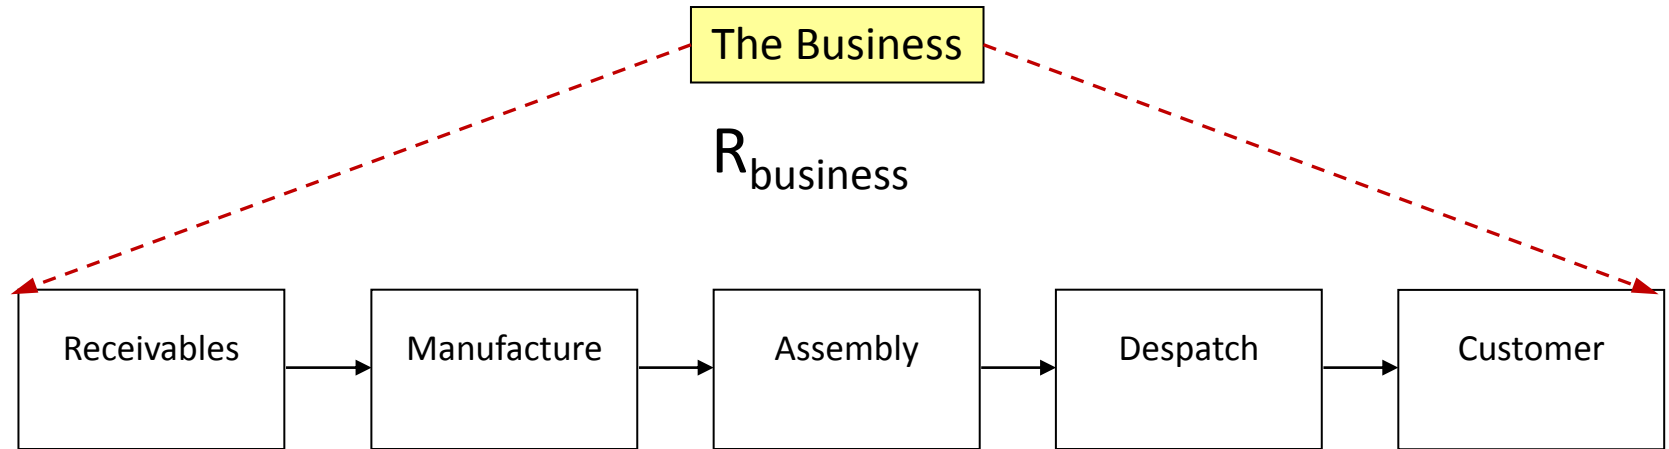 The Business
Rbusiness
Receivables
Manufacture
Assembly
Despatch
Customer